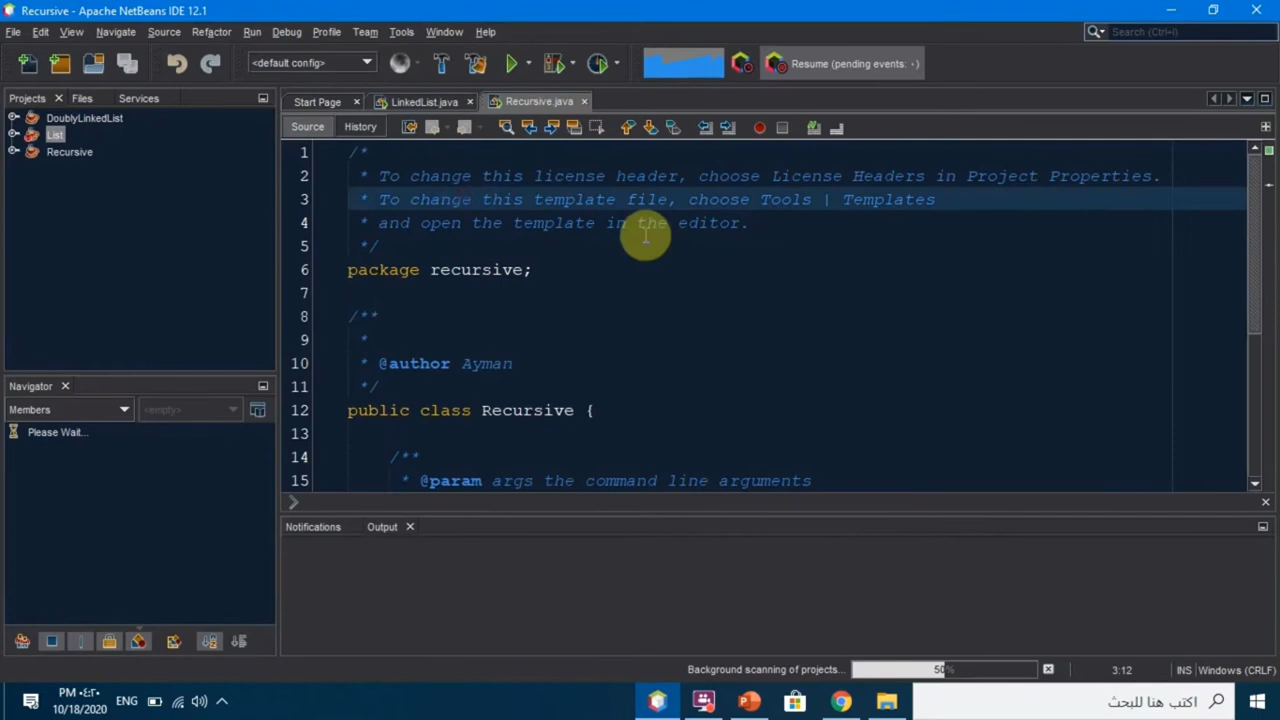 Recursive - Apache NetBeans IDE 12.1
File Edit View Navigate Source Refactor Run Debug Profile Team Tools Window Help
Search (Ctrl+I)
<default config>
Resume (pending events: ٠)
Projects Files Services
Start Page LinkedList.java Recursive.java
DoublyLinkedList
List
Recursive
Source History
1 /*
2 * To change this license header, choose License Headers in Project Properties.
3 * To change this template file, choose Tools | Templates
4 * and open the template in the editor.
5 */
6 package recursive;
7
8 /**
9 *
10 * @author Ayman
11 */
12 public class Recursive {
13
14 /**
15 * @param args the command line arguments
Navigator
Members
<empty>
Please Wait...
Notifications Output
Background scanning of projects...
50%
3:12
INS
Windows (CRLF)
PM ٠٤:٢٠
10/18/2020
ENG
اكتب هنا للبحث